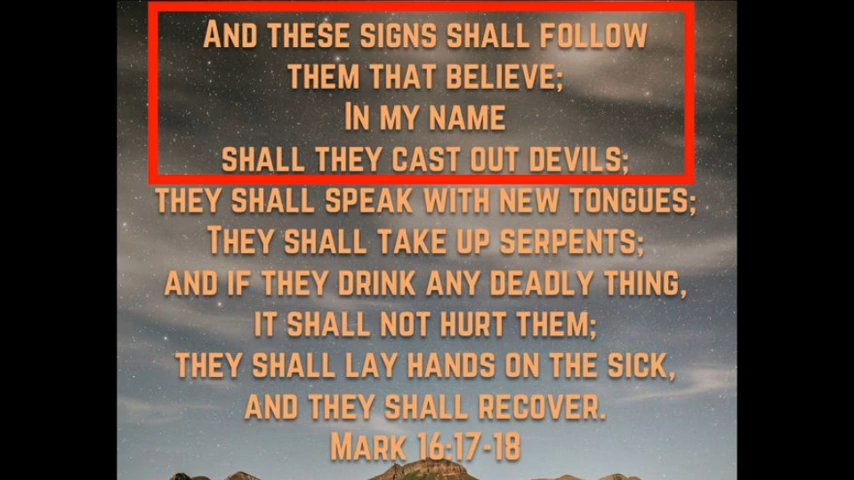 And these signs shall follow
them that believe;
In my name
shall they cast out devils;
they shall speak with new tongues;
They shall take up serpents;
and if they drink any deadly thing,
it shall not hurt them;
they shall lay hands on the sick,
and they shall recover.
Mark 16:17-18